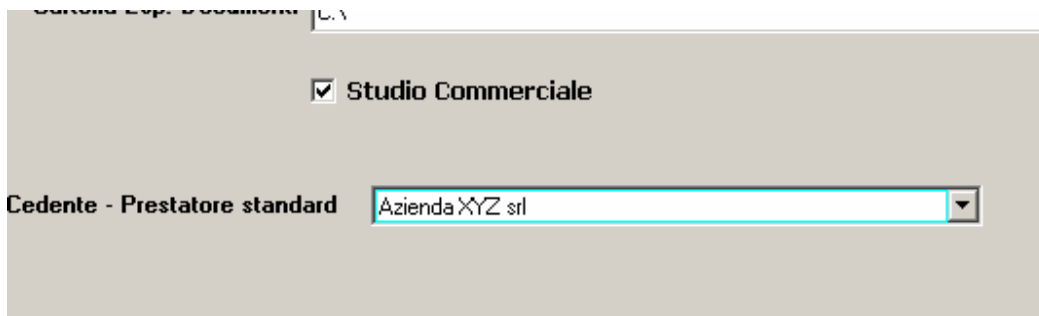 C:\
Studio Commerciale
Cedente - Prestatore standard Azienda XYZ srl